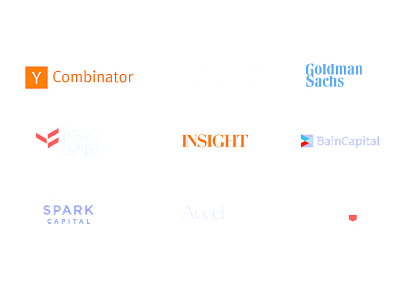 Y Combinator
Goldman
Sachs
INSIGHT
BainCapital
SPARK
CAPITAL
Accel